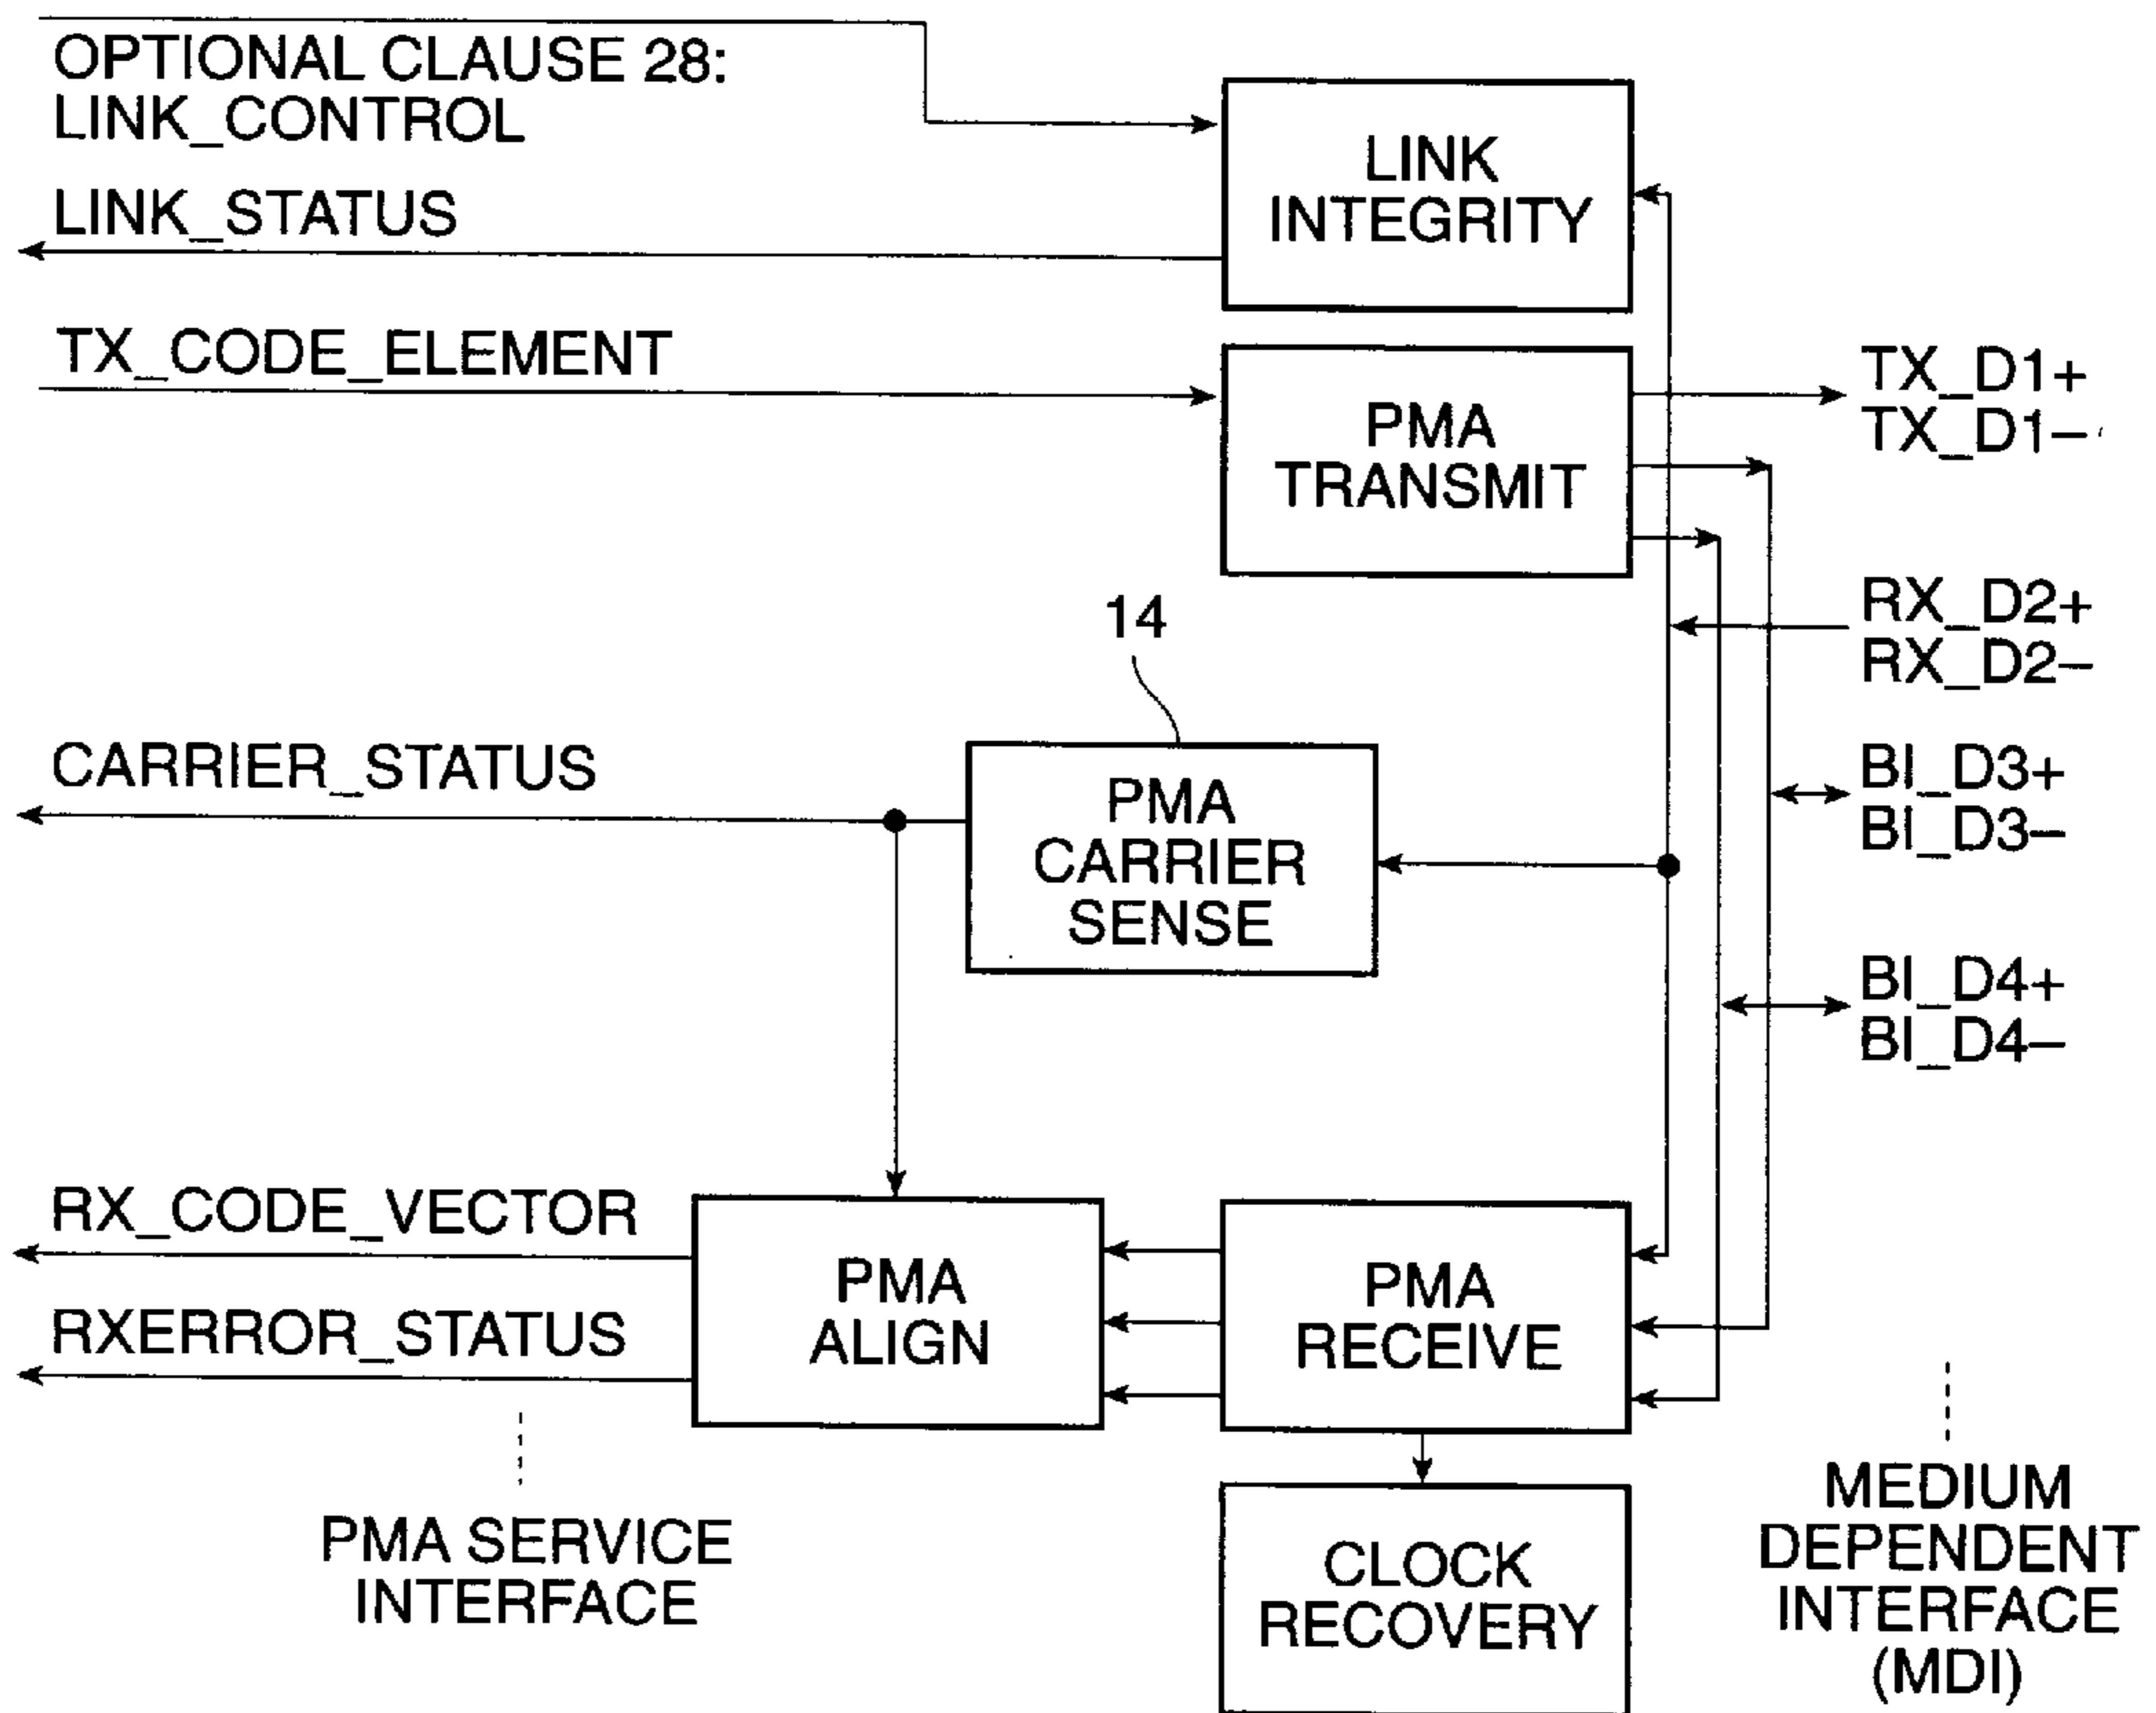 OPTIONAL CLAUSE 28:
LINK_CONTROL
LINK_STATUS
LINK
INTEGRITY
TX_CODE_ELEMENT
PMA
TRANSMIT
TX_D1+
TX_D1–
RX_D2+
RX_D2–
14
CARRIER_STATUS
PMA
CARRIER
SENSE
BI_D3+
BI_D3–
BI_D4+
BI_D4–
RX_CODE_VECTOR
RXERROR_STATUS
PMA
ALIGN
PMA
RECEIVE
PMA SERVICE
INTERFACE
CLOCK
RECOVERY
MEDIUM
DEPENDENT
INTERFACE
(MDI)